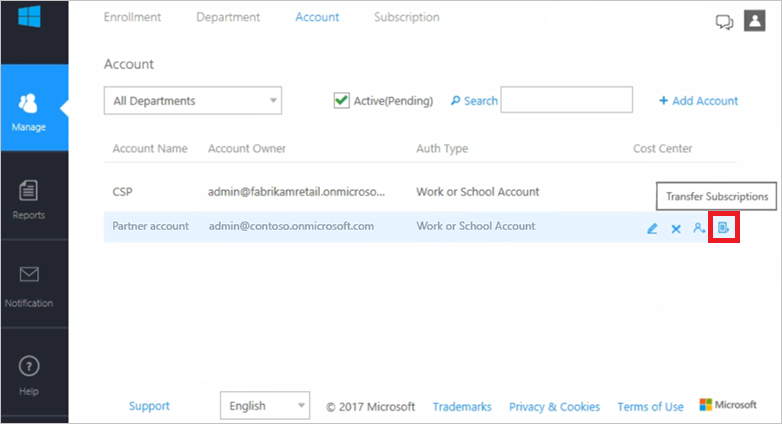 Enrollment Department Account Subscription
Account
All Departments Active(Pending) Search + Add Account
Manage
Account Name Account Owner Auth Type Cost Center
CSP admin@fabrikamretail.onmicroso... Work or School Account
Transfer Subscriptions
Reports
Partner account admin@contoso.onmicrosoft.com Work or School Account
Notification
Help
Support English © 2017 Microsoft Trademarks Privacy & Cookies Terms of Use Microsoft